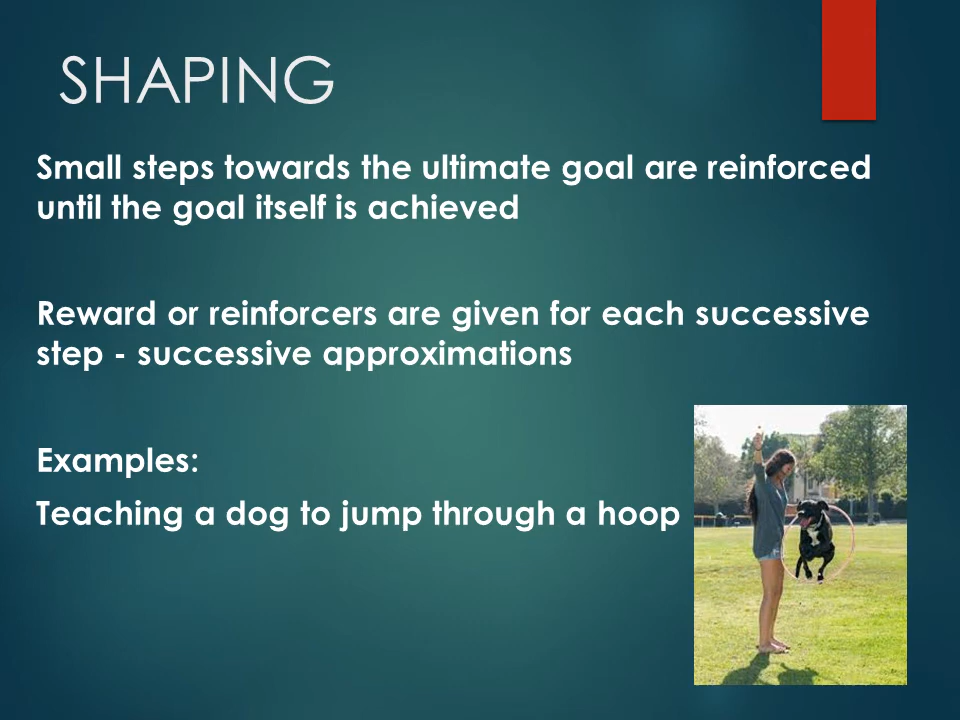 SHAPING
Small steps towards the ultimate goal are reinforced
until the goal itself is achieved
Reward or reinforcers are given for each successive
step - successive approximations
Examples:
Teaching a dog to jump through a hoop